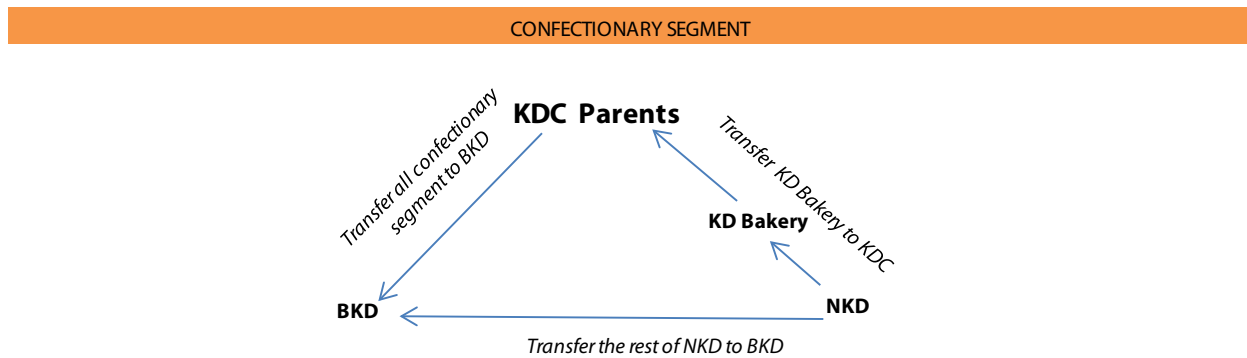 CONFECTIONARY SEGMENT
KDC Parents
Transfer all confectionary
segment to BKD
Transfer KD Bakery to KDC
KD Bakery
BKD
NKD
Transfer the rest of NKD to BKD